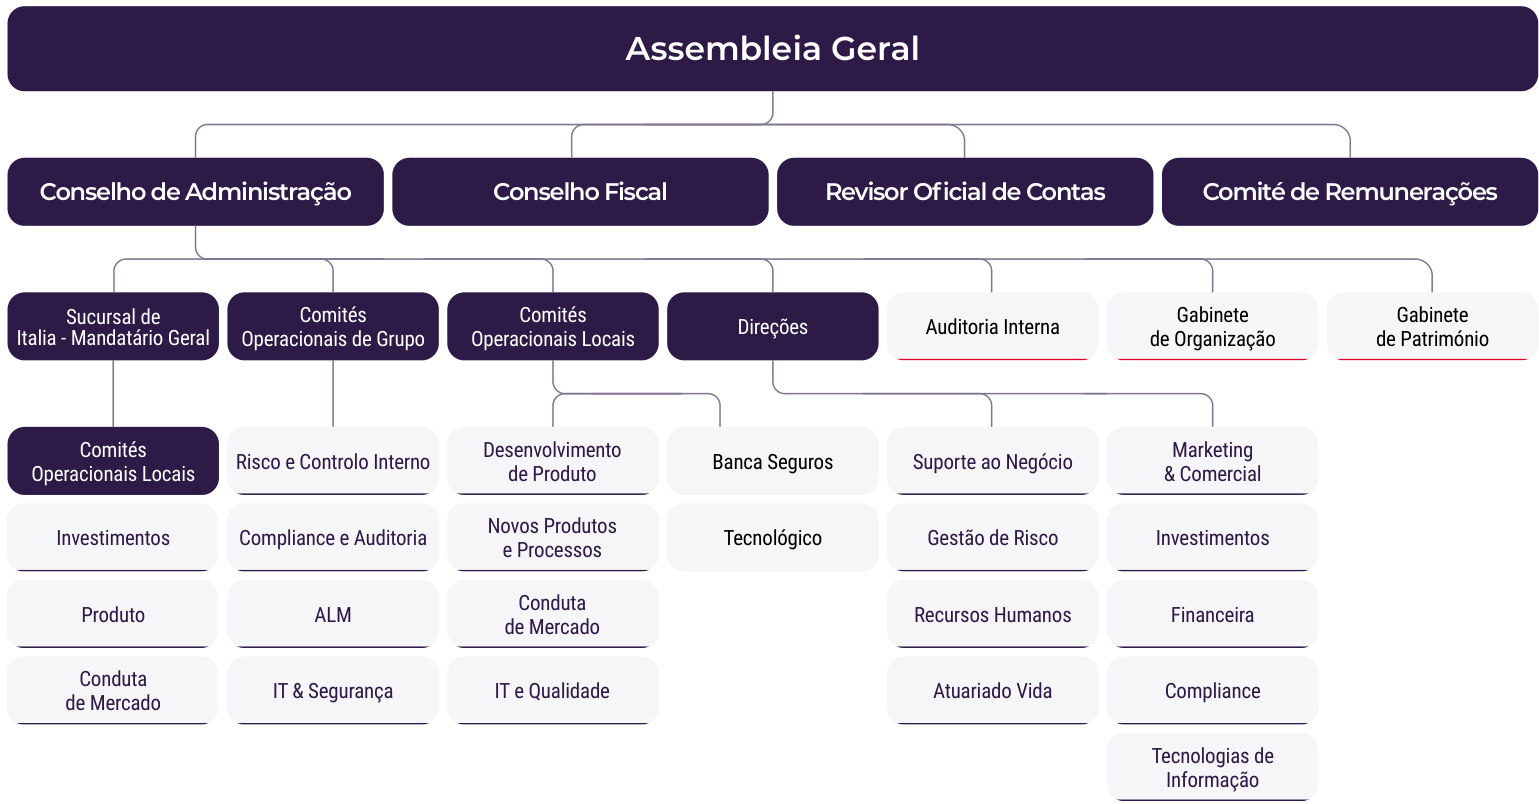 Assembleia Geral
Conselho de Administração
Conselho Fiscal
Revisor Oficial de Contas
Comité de Remunerações
Sucursal de
Italia - Mandatário Geral
Comités
Operacionais de Grupo
Comités
Operacionais Locais
Direções
Auditoria Interna
Gabinete
de Organização
Gabinete
de Património
Comités
Operacionais Locais
Risco e Controlo Interno
Desenvolvimento
de Produto
Banca Seguros
Suporte ao Negócio
Marketing
& Comercial
Investimentos
Compliance e Auditoria
Novos Produtos
e Processos
Tecnológico
Gestão de Risco
Investimentos
Produto
ALM
Conduta
de Mercado
Recursos Humanos
Financeira
Conduta
de Mercado
IT & Segurança
IT e Qualidade
Atuariado Vida
Compliance
Tecnologias de
Informação